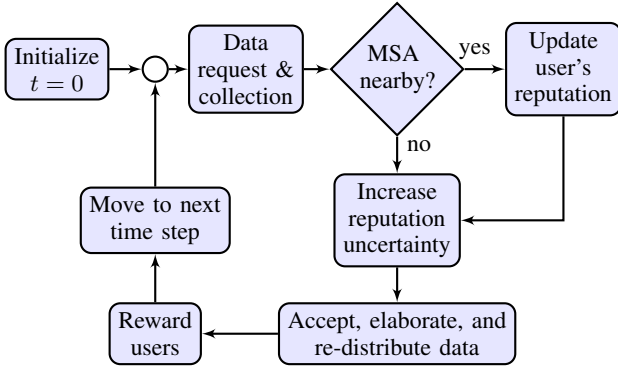 Initialize
t = 0
Data
request &
collection
MSA
nearby?
yes
Update
user's
reputation
no
Increase
reputation
uncertainty
Move to next
time step
Reward
users
Accept, elaborate, and
re-distribute data